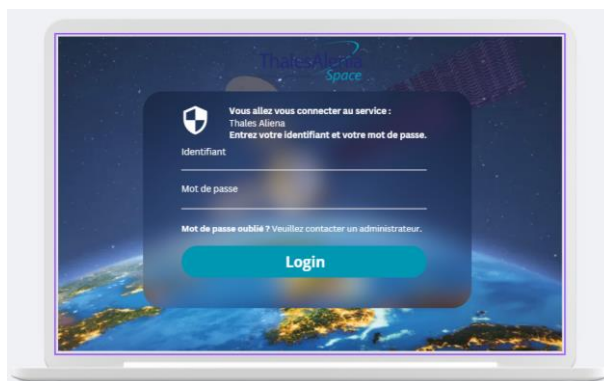 ThalesAlenia
Space
Vous allez vous connecter au service :
Thales Aliena
Entrez votre identifiant et votre mot de passe.
Identifiant
Mot de passe
Mot de passe oublié ? Veuillez contacter un administrateur.
Login